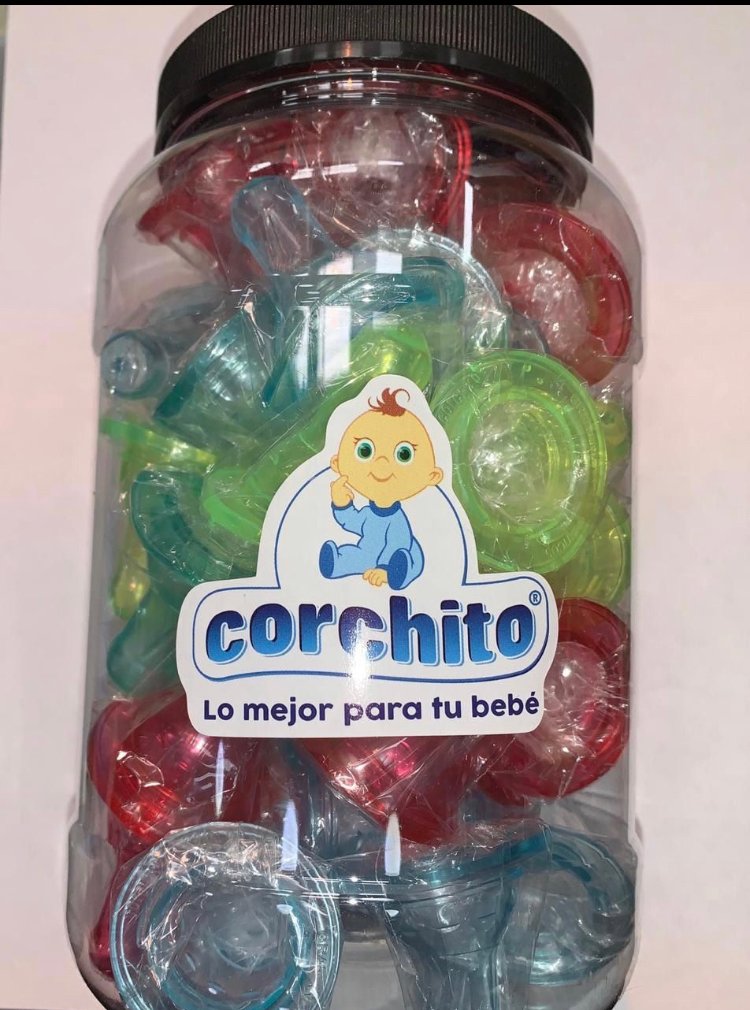 corchito®
Lo mejor para tu bebé